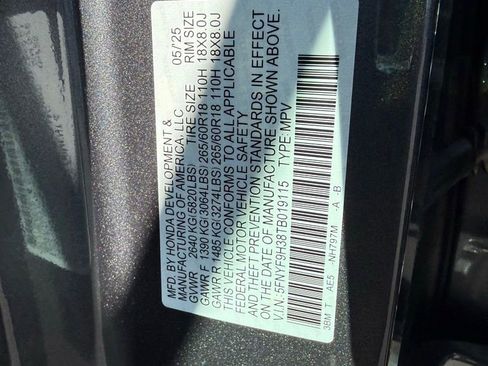 MFD. BY HONDA DEVELOPMENT & 05/25
MANUFACTURING OF AMERICA, LLC
GVWR 2640 KG(5820LBS) TIRE SIZE RIM SIZE
GAWR F 1390 KG(3064LBS) 265/60R18 110H 18X8.0J
GAWR R 1485 KG(3274LBS) 265/60R18 110H 18X8.0J
THIS VEHICLE CONFORMS TO ALL APPLICABLE
FEDERAL MOTOR VEHICLE SAFETY
AND THEFT PREVENTION STANDARDS IN EFFECT
ON THE DATE OF MANUFACTURE SHOWN ABOVE.
V.I.N.: 5FNYF9H38TB019115 TYPE: MPV
3BM T AE5 -NH797M -A -B